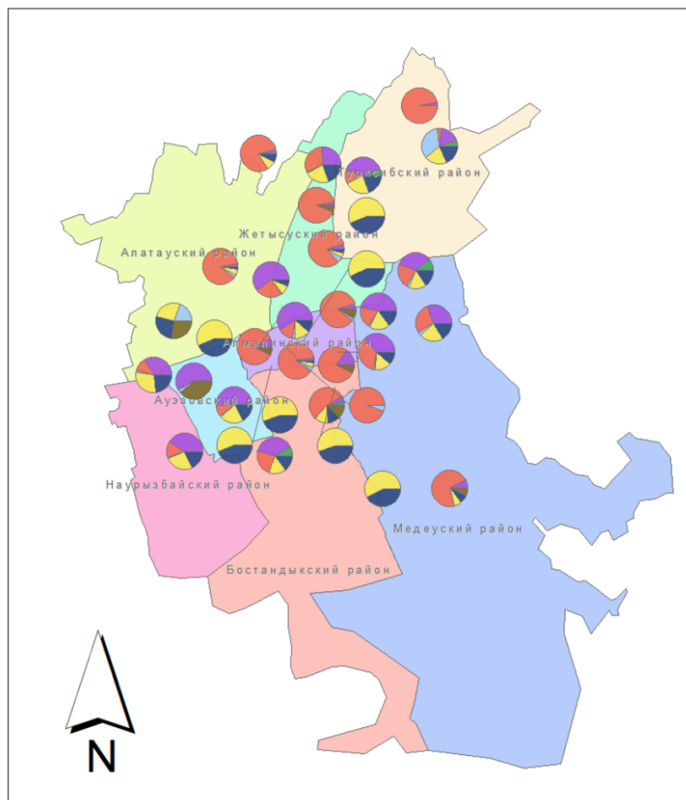 Турксибский район
Жетысуский район
Алатауский район
Алмалинский район
Ауэзовский район
Наурызбайский район
Медеуский район
Бостандыкский район
N